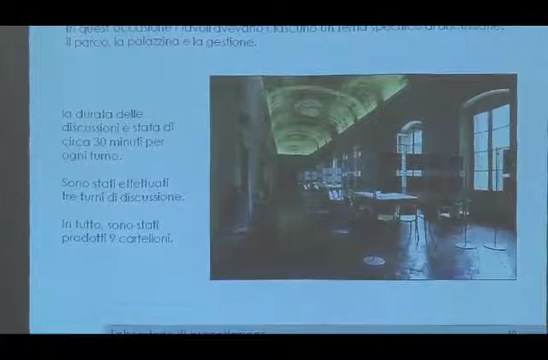 In quest'occasione i tavoli avevano ciascuno un tema specifico di discussione:
il parco, la palazzina e la gestione.
la durata delle
discussioni è stata di
circa 30 minuti per
ogni turno.
Sono stati effettuati
tre turni di discussione.
In tutto, sono stati
prodotti 9 cartelloni.